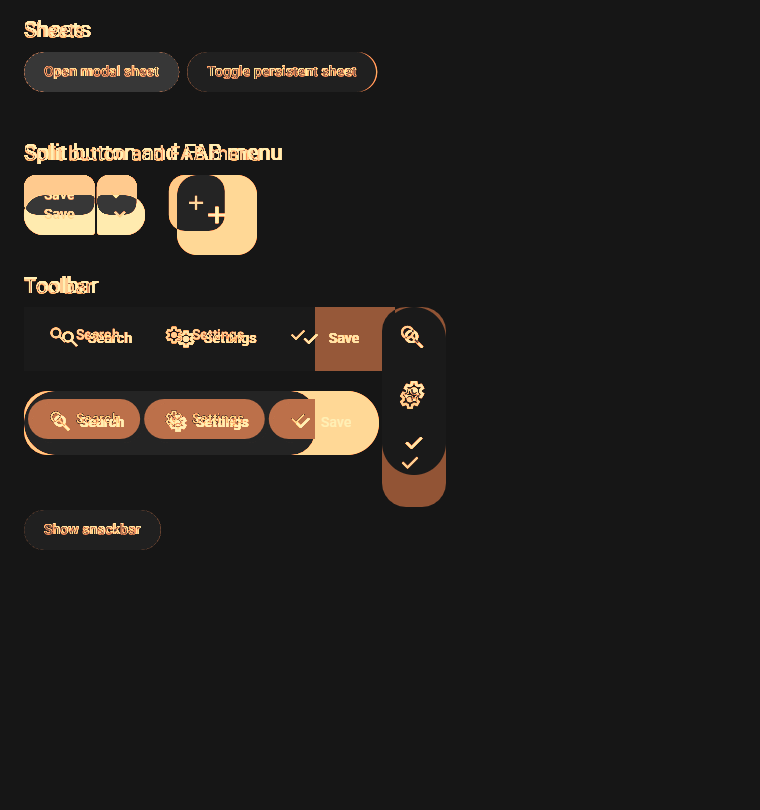 Sheets
Open modal sheet Toggle persistent sheet
Split button and FAB menu
Save
Save
Toolbar
Search Settings Save
Search Settings Save
Show snackbar